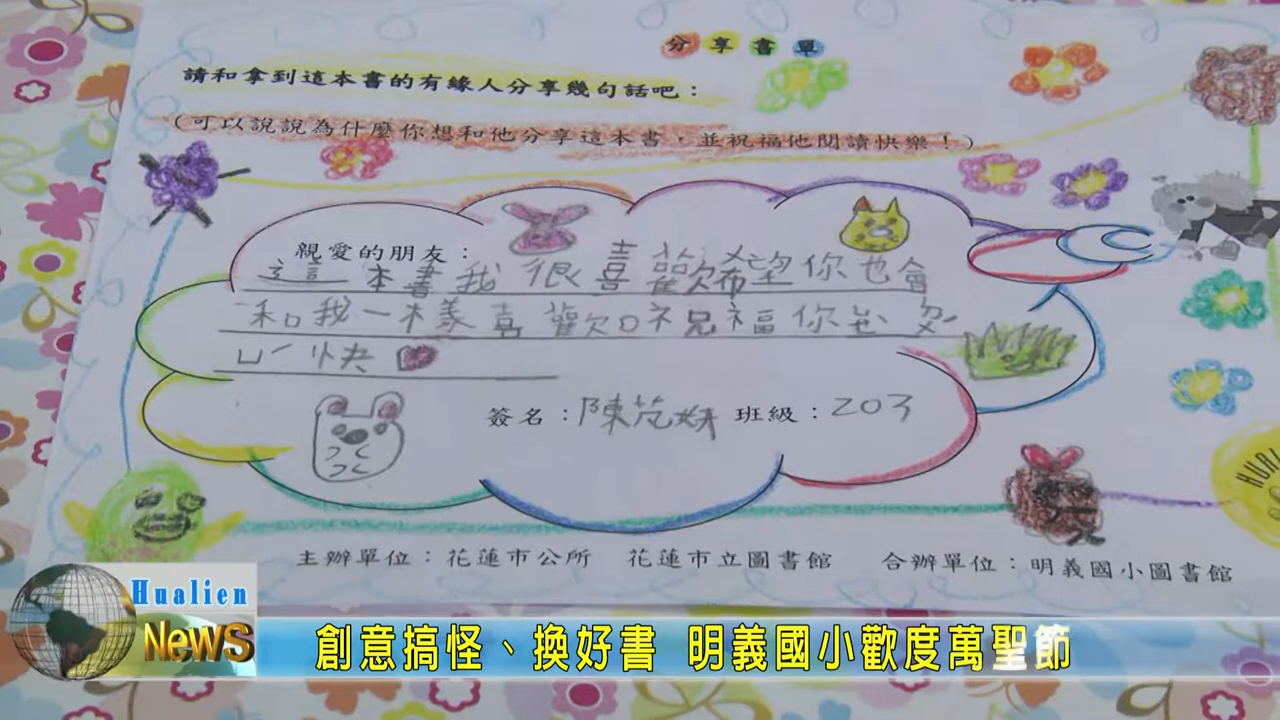 分享書單
請和拿到這本書的有緣人分享幾句話吧：
（可以說說為什麼你想和他分享這本書，並祝福他閱讀快樂！）
親愛的朋友：
這一本書我很喜歡希望你也會
和我一樣喜歡口祝福你
ㄩˋ快
簽名：陳 妹 班級：203
主辦單位：花蓮市公所 花蓮市立圖書館 合辦單位：明義國小圖書館
HUAL
Hualien
NewS
創意搞怪、換好書 明義國小歡度萬聖節